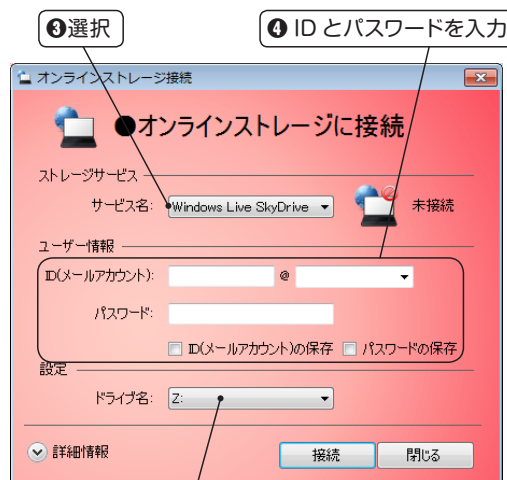 ❸選択
❹ID とパスワードを入力
オンラインストレージ接続
●オンラインストレージに接続
ストレージサービス
サービス名: Windows Live SkyDrive 未接続
ユーザー情報
ID(メールアカウント): @
パスワード:
ID(メールアカウント)の保存 パスワードの保存
設定
ドライブ名: Z:
詳細情報 接続 閉じる